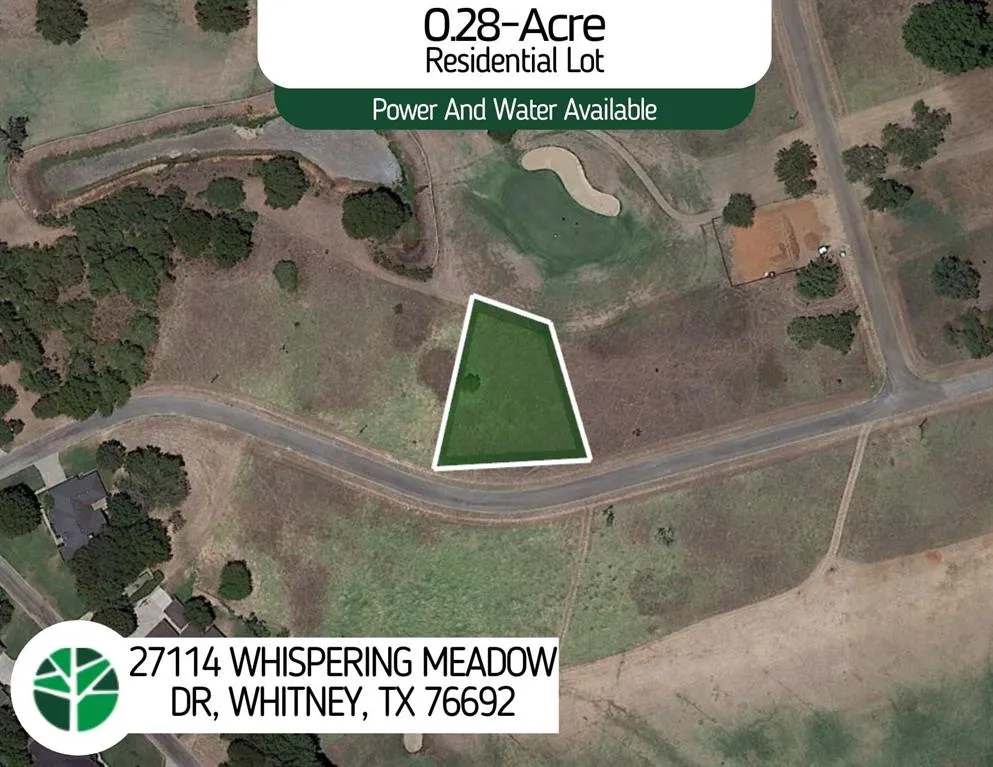 0.28-Acre
Residential Lot
Power And Water Available
27114 WHISPERING MEADOW
DR, WHITNEY, TX 76692